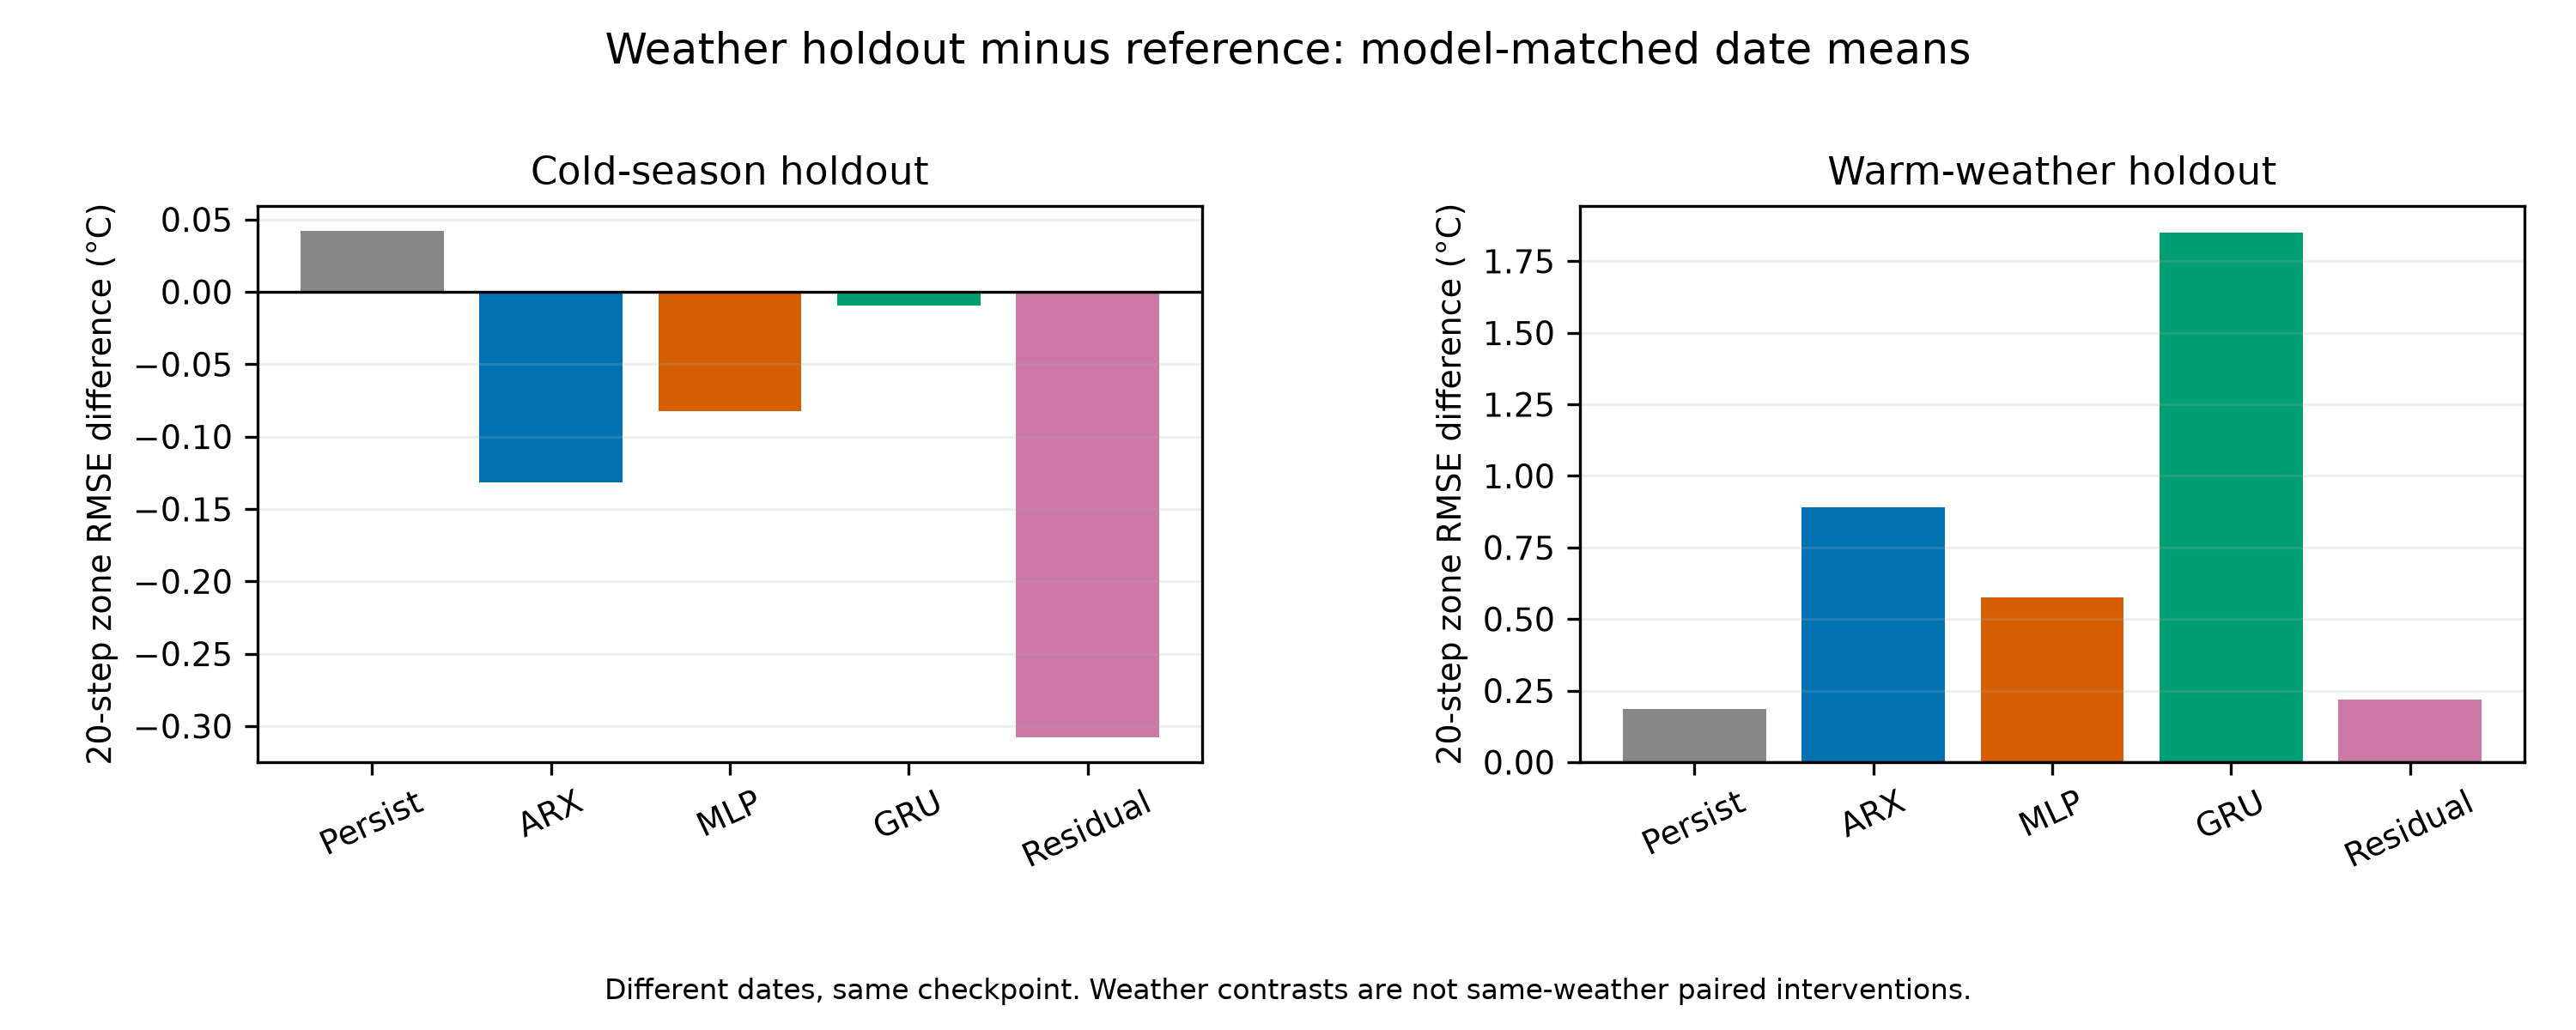 Weather holdout minus reference: model-matched date means
Cold-season holdout
20-step zone RMSE difference (°C)
0.05
0.00
−0.05
−0.10
−0.15
−0.20
−0.25
−0.30
Persist
ARX
MLP
GRU
Residual
Warm-weather holdout
20-step zone RMSE difference (°C)
1.75
1.50
1.25
1.00
0.75
0.50
0.25
0.00
Persist
ARX
MLP
GRU
Residual
Different dates, same checkpoint. Weather contrasts are not same-weather paired interventions.